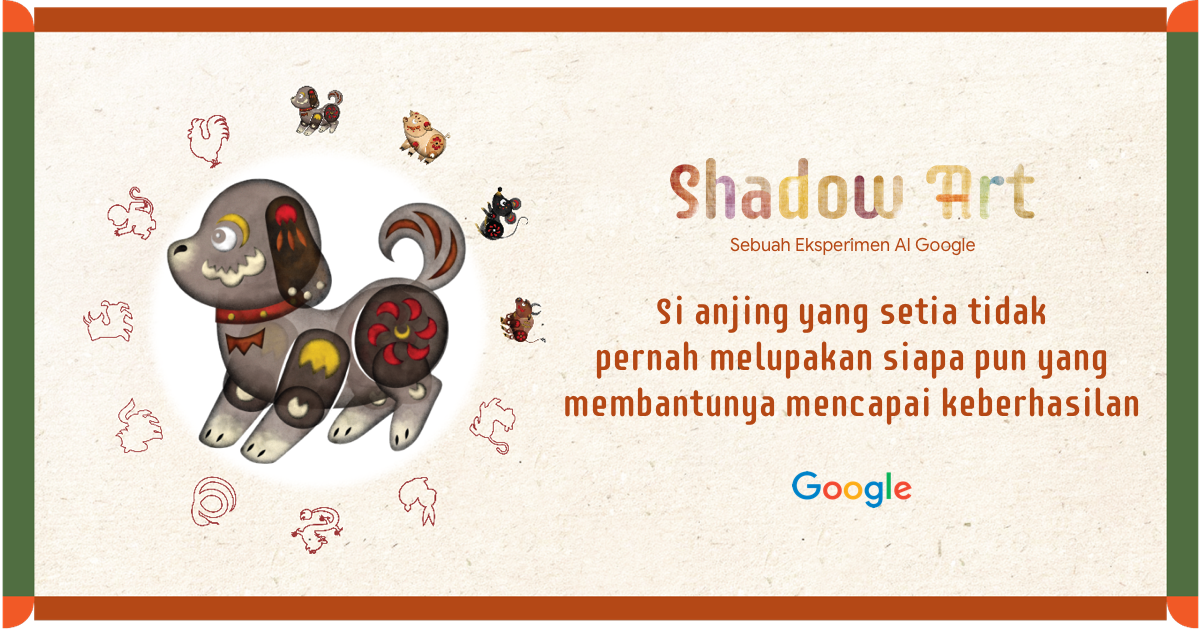 Shadow Art
Sebuah Eksperimen AI Google
Si anjing yang setia tidak
pernah melupakan siapa pun yang
membantunya mencapai keberhasilan
Google